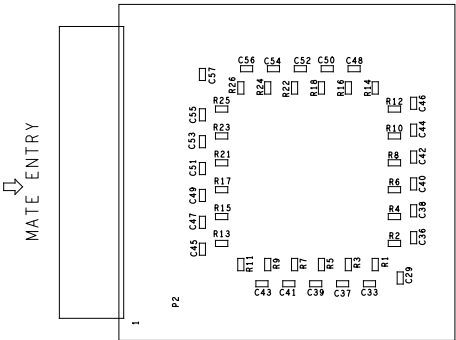 C56 C54 C52 C50 C48
C57
R26 R24 R22 R18 R16 R14
R25 R12 C46
C55
R23 R10 C44
C53
R21 R8 C42
C51
R17 R6 C40
C49
R15 R4 C38
C47
R13 R2 C36
C45
R11 R9 R7 R5 R3 R1
C29
C43 C41 C39 C37 C33
MATE ENTRY
P2
1